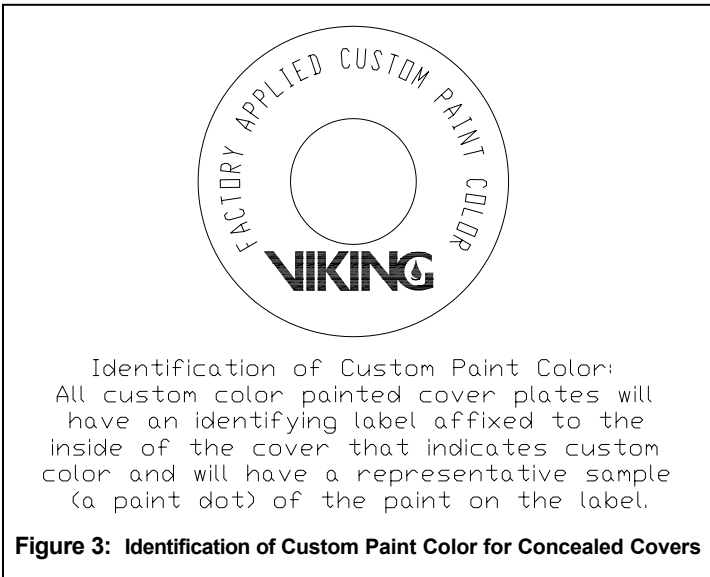 FACTORY APPLIED CUSTOM PAINT COLOR
VIKING
Identification of Custom Paint Color:
All custom color painted cover plates will
have an identifying label affixed to the
inside of the cover that indicates custom
color and will have a representative sample
(a paint dot) of the paint on the label.
Figure 3: Identification of Custom Paint Color for Concealed Covers